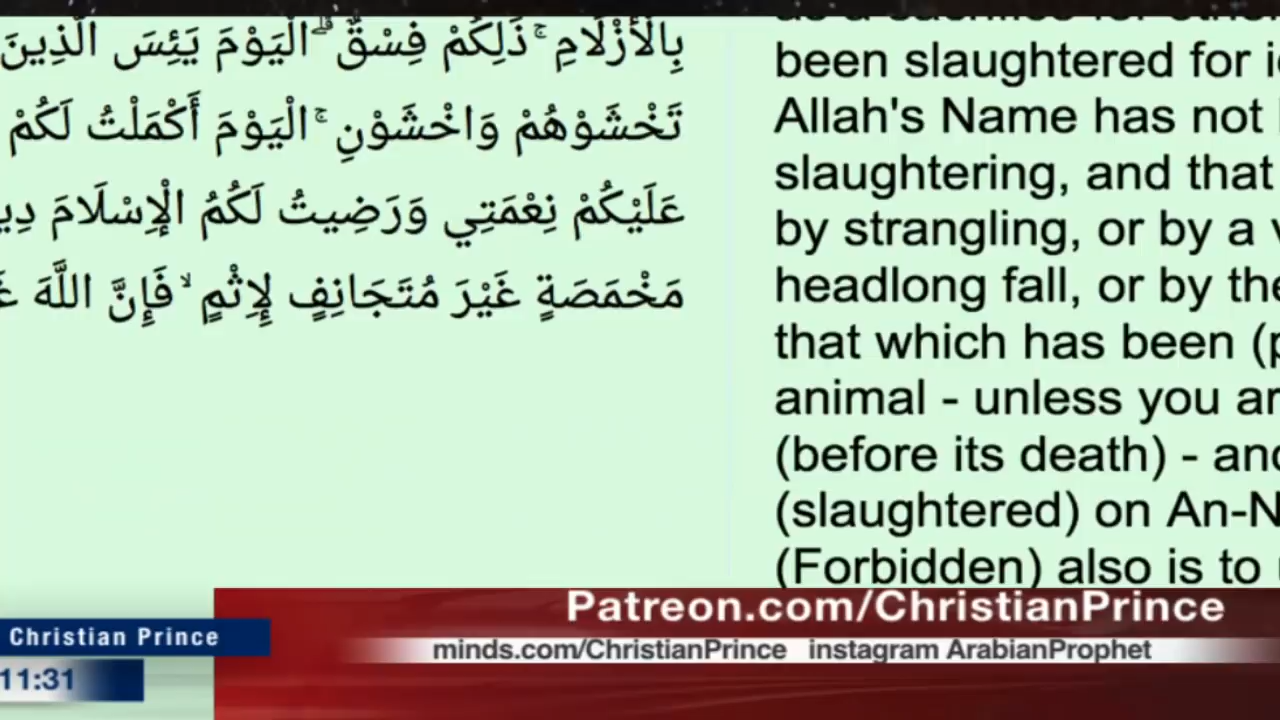 بِالْأَزْلَامِ ۚ ذَٰلِكُمْ فِسْقٌ ۗ الْيَوْمَ يَئِسَ الَّذِينَ
تَخْشَوْهُمْ وَاخْشَوْنِ ۚ الْيَوْمَ أَكْمَلْتُ لَكُمْ
عَلَيْكُمْ نِعْمَتِي وَرَضِيتُ لَكُمُ الْإِسْلَامَ
مَخْمَصَةٍ غَيْرَ مُتَجَانِفٍ لِإِثْمٍ ۙ فَإِنَّ اللَّهَ
been slaughtered for
Allah's Name has not
slaughtering, and that
by strangling, or by a
headlong fall, or by
that which has been
animal - unless you
(before its death) -
(slaughtered) on An-N
(Forbidden) also is to
Patreon.com/ChristianPrince
Christian Prince
minds.com/ChristianPrince instagram ArabianProphet
11:31